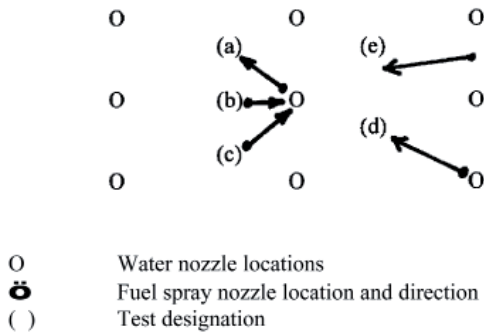 O O O
(a) (e)
O (b) O O
(c) (d)
O O O
O Water nozzle locations
Ö Fuel spray nozzle location and direction
( ) Test designation